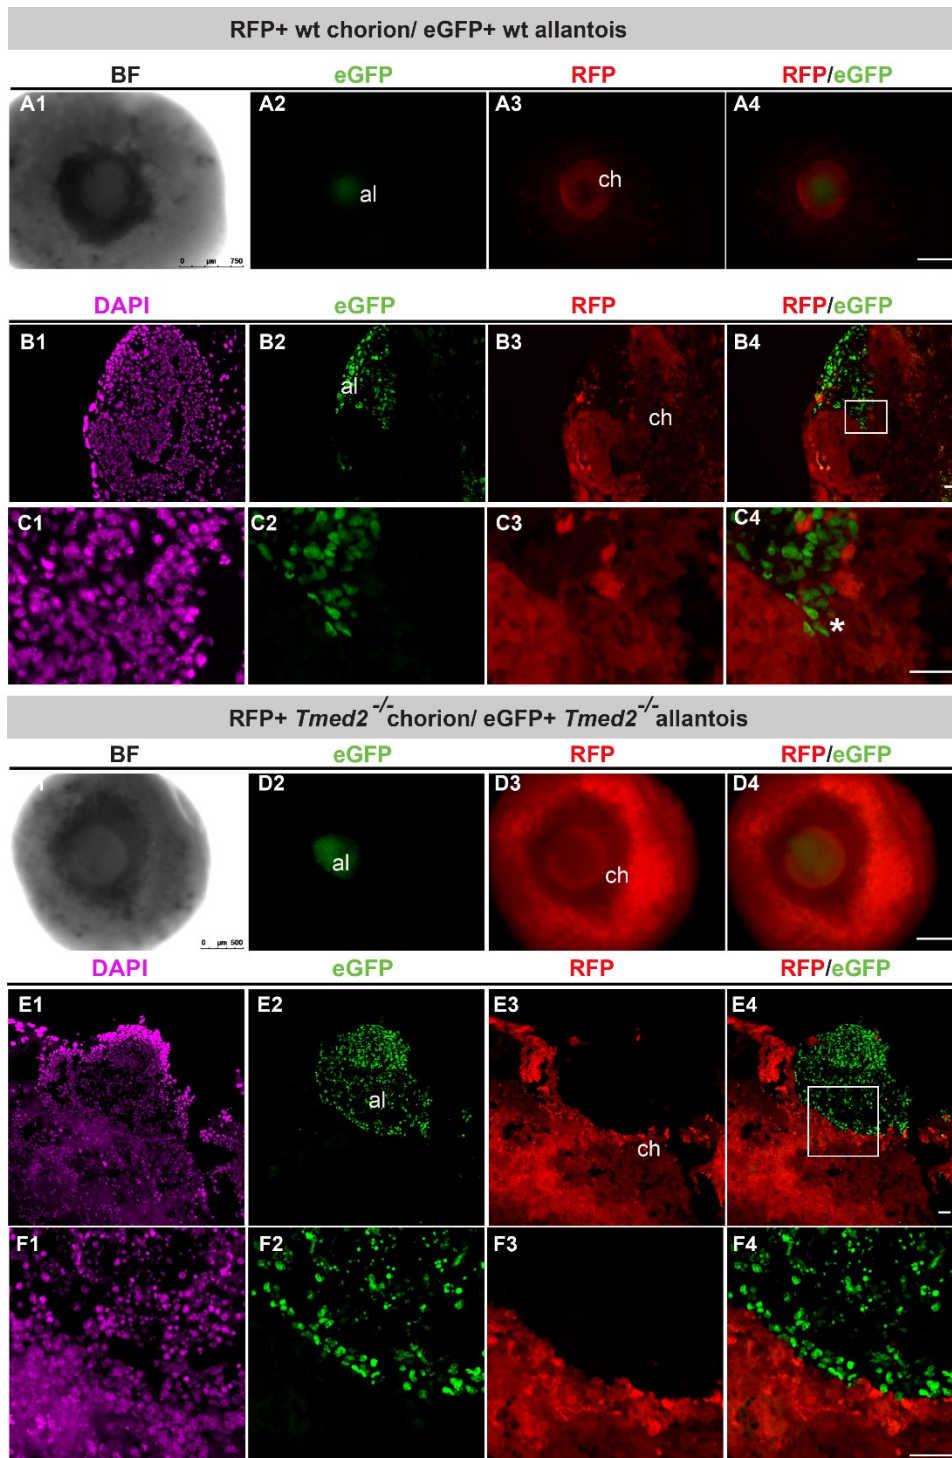 RFP+ wt chorion/ eGFP+ wt allantois
BF eGFP RFP RFP/eGFP
A1 A2 A3 A4
al ch
0 µm 750
DAPI eGFP RFP RFP/eGFP
B1 B2 B3 B4
al ch
C1 C2 C3 C4
*
RFP+ Tmed2 -/- chorion/ eGFP+ Tmed2 -/- allantois
BF eGFP RFP RFP/eGFP
D2 D3 D4
al ch
0 µm 500
DAPI eGFP RFP RFP/eGFP
E1 E2 E3 E4
al
ch
F1 F2 F3 F4